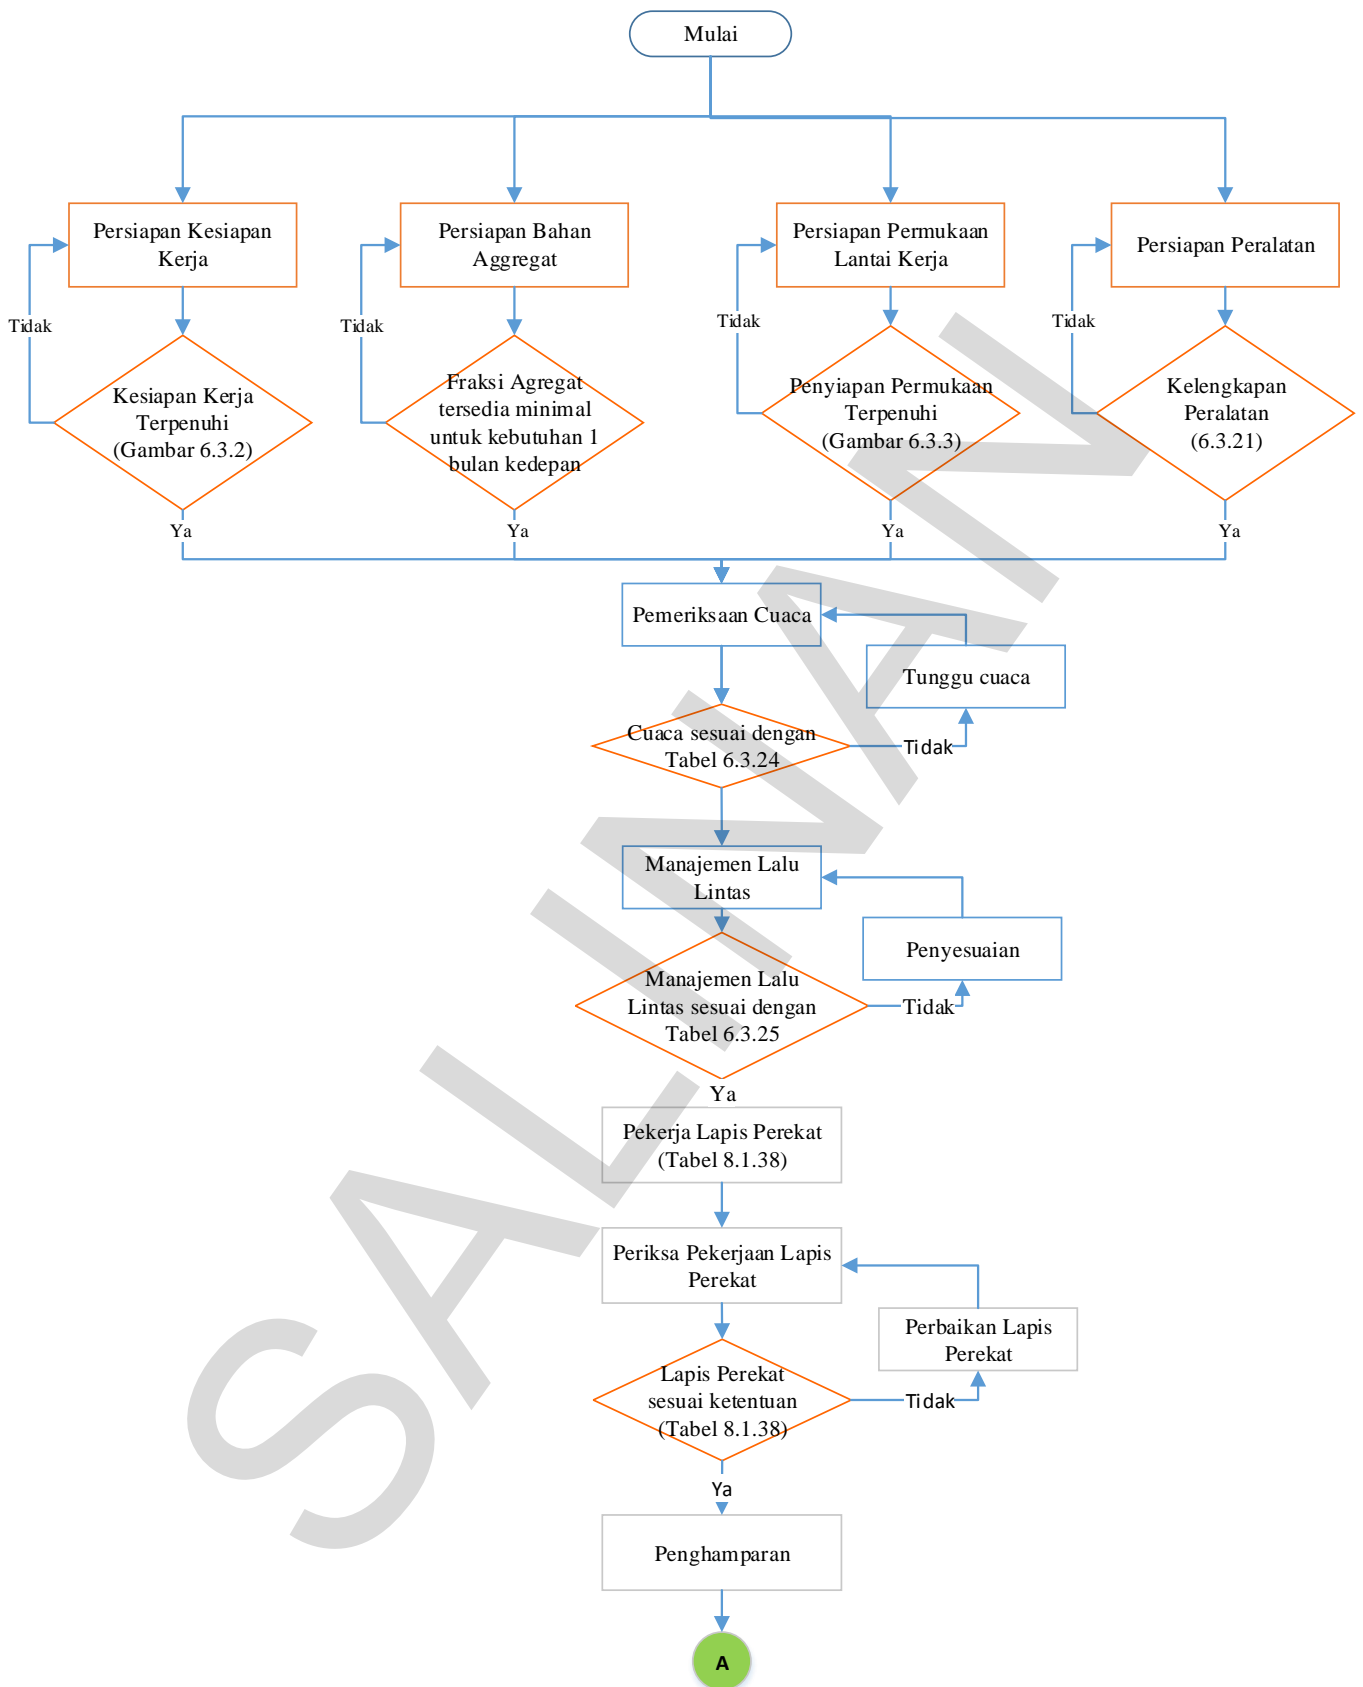 Mulai
Persiapan Kesiapan
Kerja
Persiapan Bahan
Aggregat
Persiapan Permukaan
Lantai Kerja
Persiapan Peralatan
Tidak
Tidak
Tidak
Tidak
Kesiapan Kerja
Terpenuhi
(Gambar 6.3.2)
Fraksi Agregat
tersedia minimal
untuk kebutuhan 1
bulan kedepan
Penyiapan Permukaan
Terpenuhi
(Gambar 6.3.3)
Kelengkapan
Peralatan
(6.3.21)
Ya
Ya
Ya
Ya
Pemeriksaan Cuaca
Tunggu cuaca
Cuaca sesuai dengan
Tabel 6.3.24
Tidak
Manajemen Lalu
Lintas
Penyesuaian
Manajemen Lalu
Lintas sesuai dengan
Tabel 6.3.25
Tidak
Ya
Pekerja Lapis Perekat
(Tabel 8.1.38)
Periksa Pekerjaan Lapis
Perekat
Perbaikan Lapis
Perekat
Lapis Perekat
sesuai ketentuan
(Tabel 8.1.38)
Tidak
Ya
Penghamparan
A
SALINAN